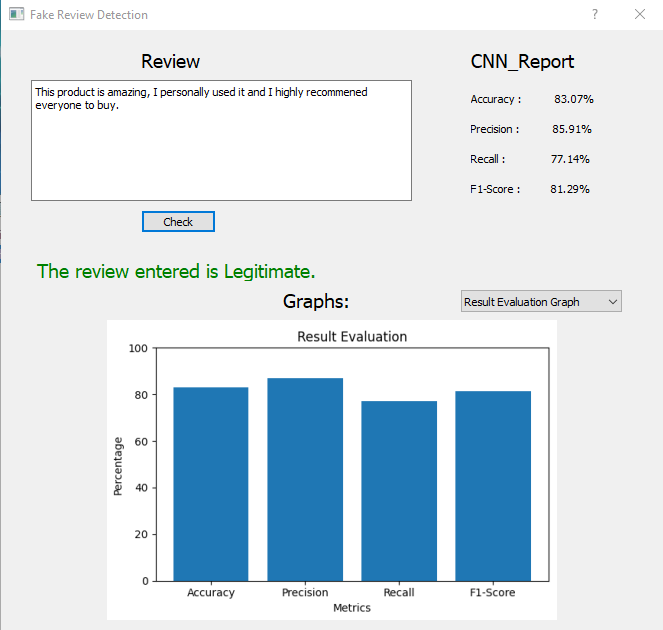 Fake Review Detection
?
Review
CNN_Report
This product is amazing, I personally used it and I highly recommened
everyone to buy.
Accuracy : 83.07%
Precision : 85.91%
Recall : 77.14%
F1-Score : 81.29%
Check
The review entered is Legitimate.
Graphs:
Result Evaluation Graph
Result Evaluation
100
80
60
40
20
0
Percentage
Accuracy Precision Recall F1-Score
Metrics